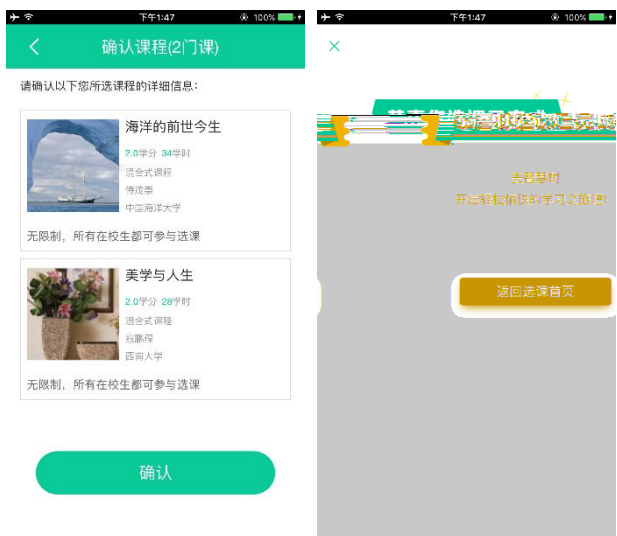 下午1:47
100%
确认课程(2门课)
请确认以下您所选课程的详细信息：
海洋的前世今生
2.0学分 34学时
混合式课程
中国海洋大学
无限制，所有在校生都可参与选课
美学与人生
2.0学分 28学时
混合式课程
寇鹏程
西南大学
无限制，所有在校生都可参与选课
确认
下午1:47
100%
返回选课首页